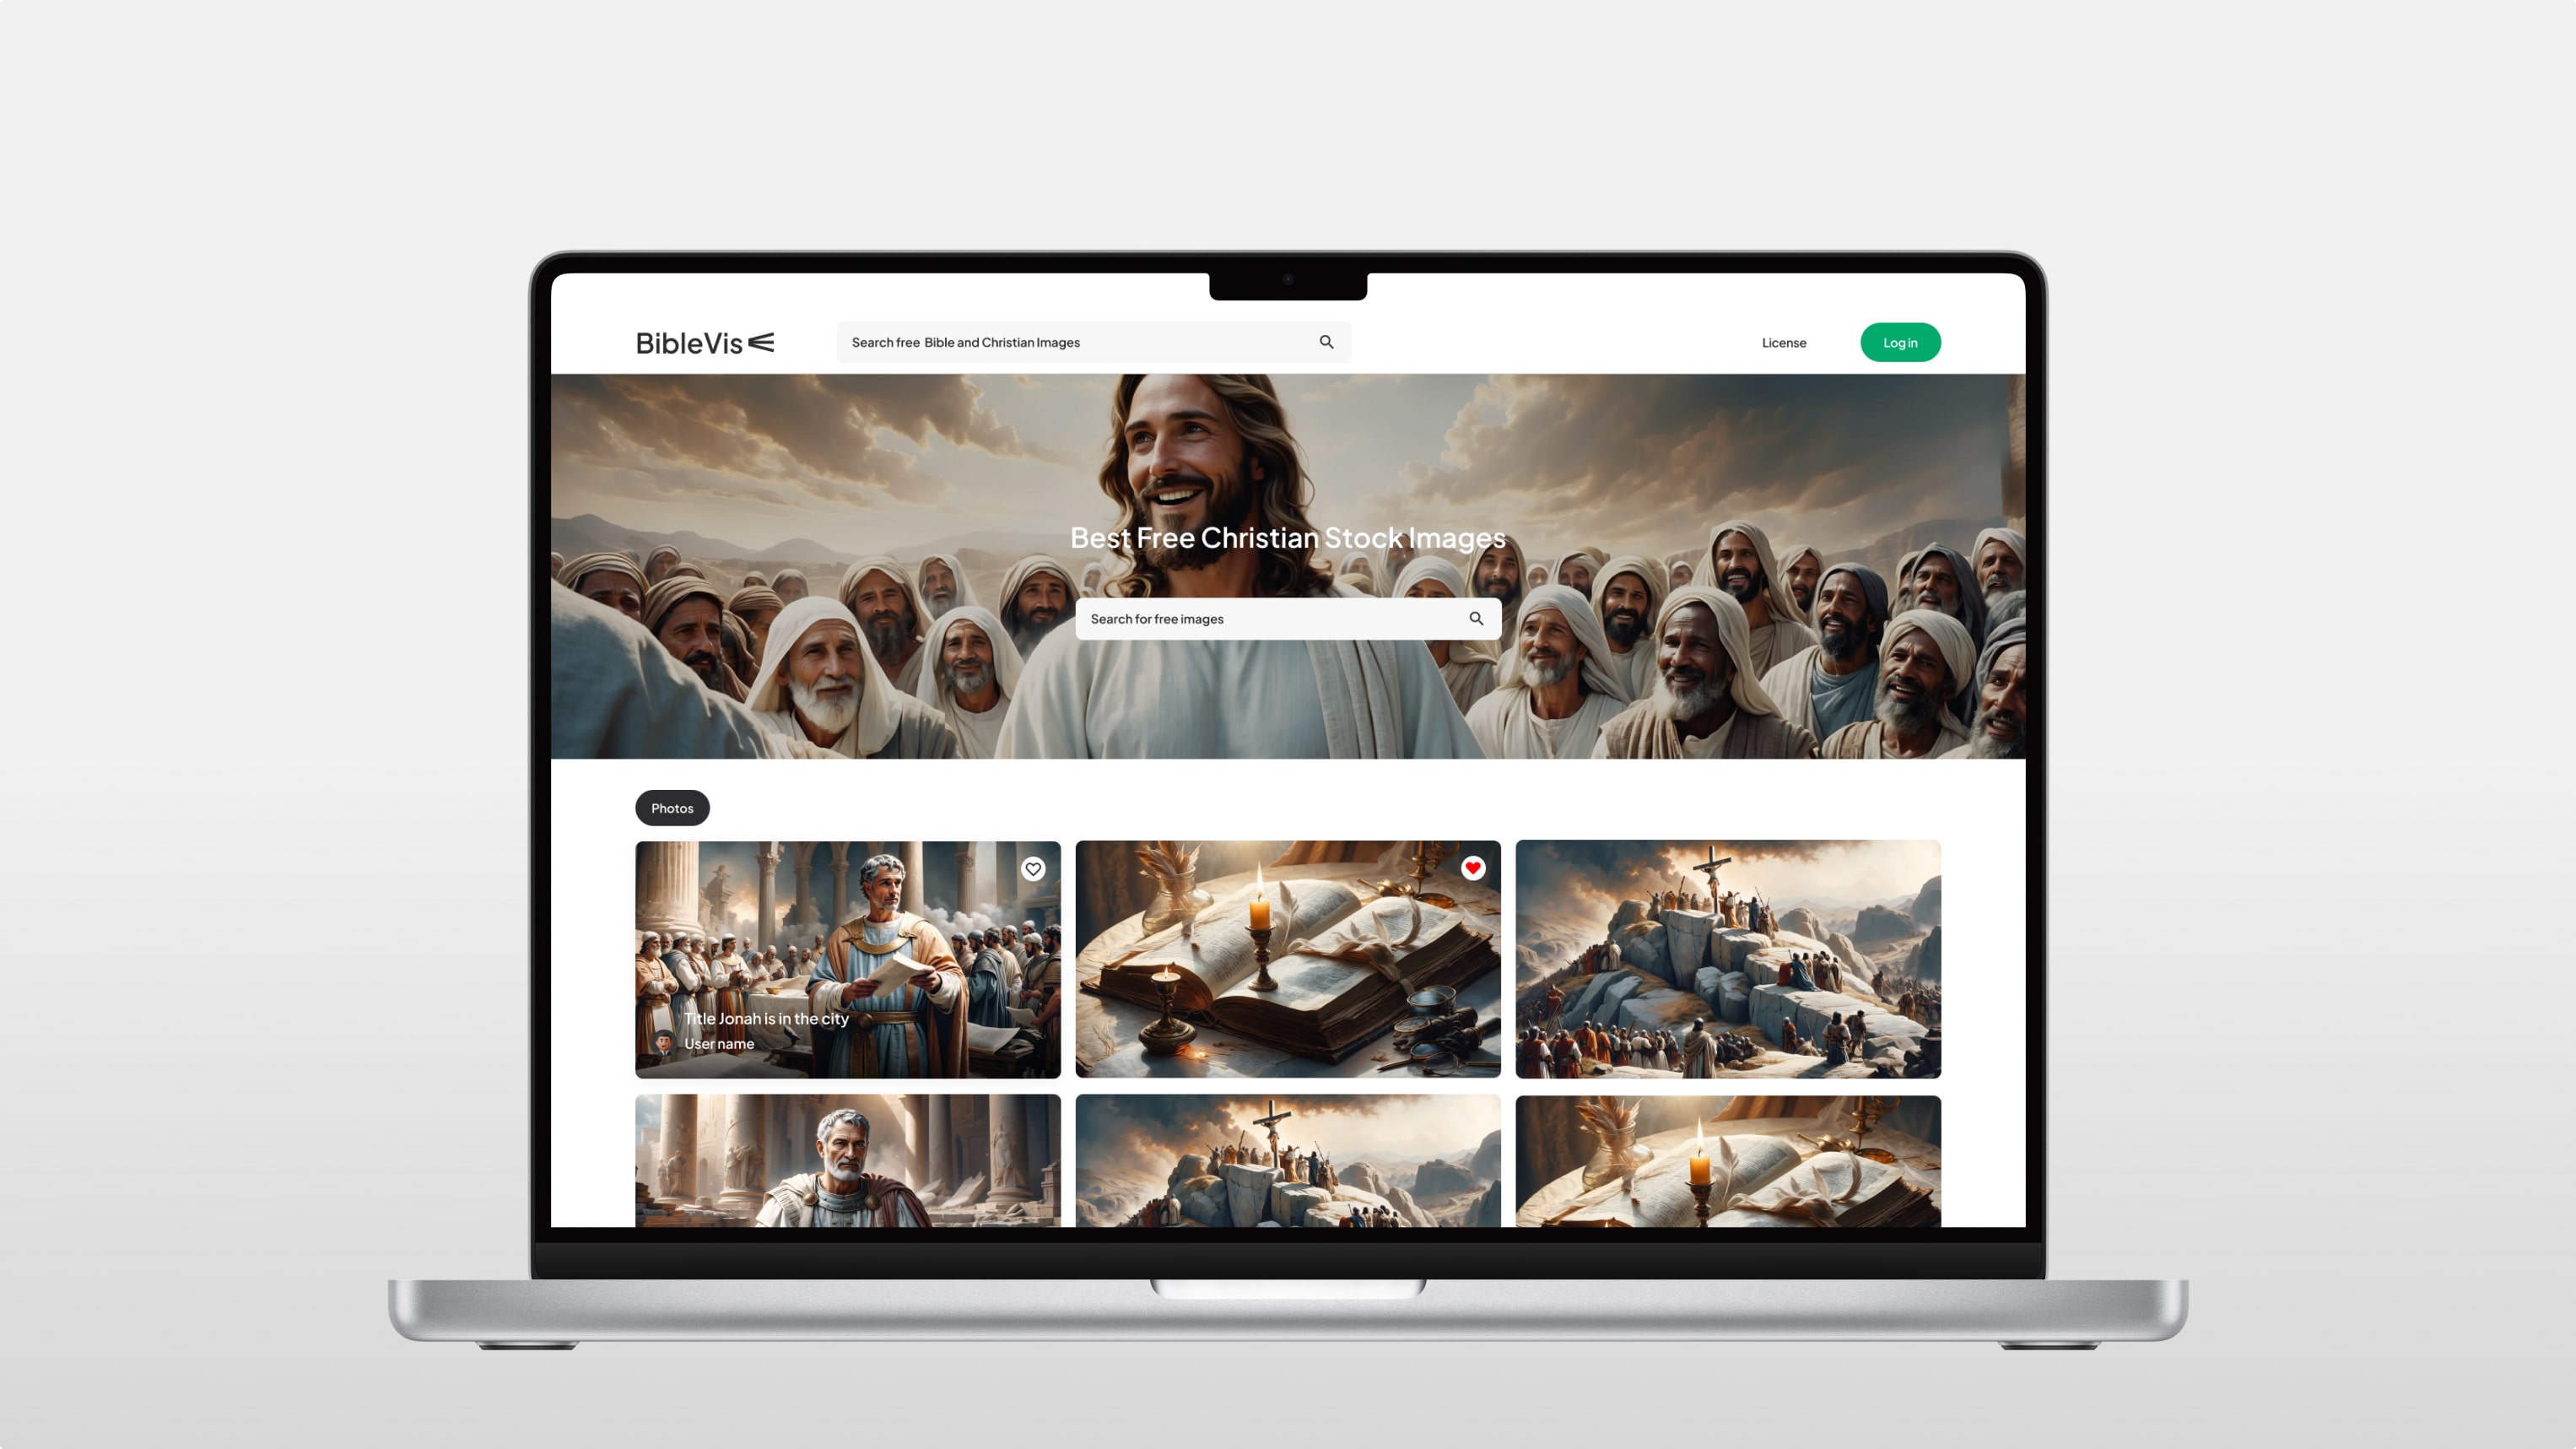 BibleVis
Search free Bible and Christian Images
License
Log in
Best Free Christian Stock Images
Search for free images
Photos
Title Jonah is in the city
User name